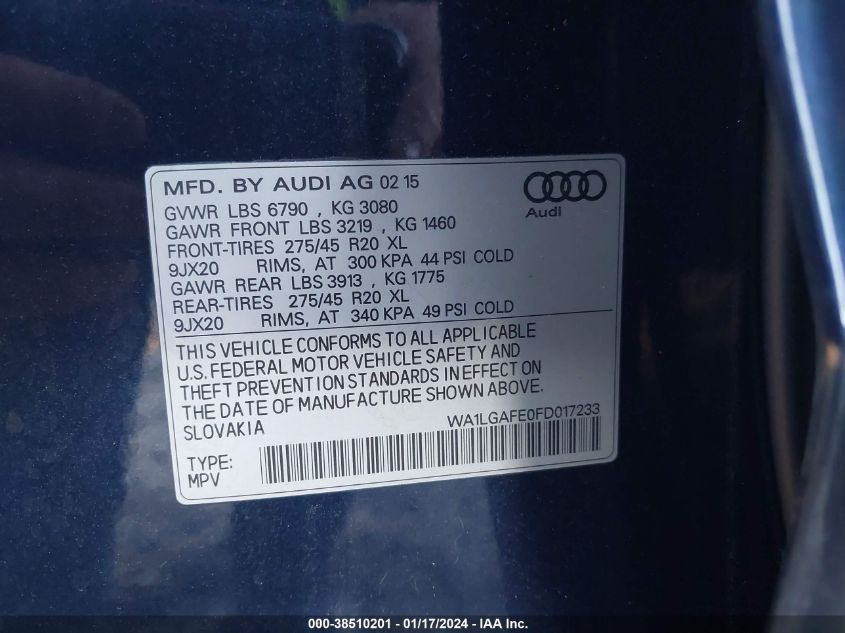 MFD. BY AUDI AG 02 15
Audi
GVWR LBS 6790 , KG 3080
GAWR FRONT LBS 3219 , KG 1460
FRONT-TIRES 275/45 R20 XL
9JX20 RIMS, AT 300 KPA 44 PSI COLD
GAWR REAR LBS 3913 , KG 1775
REAR-TIRES 275/45 R20 XL
9JX20 RIMS, AT 340 KPA 49 PSI COLD
THIS VEHICLE CONFORMS TO ALL APPLICABLE
U.S. FEDERAL MOTOR VEHICLE SAFETY AND
THEFT PREVENTION STANDARDS IN EFFECT ON
THE DATE OF MANUFACTURE SHOWN ABOVE.
SLOVAKIA WA1LGAFE0FD017233
TYPE:
MPV
000-38510201 - 01/17/2024 - IAA Inc.